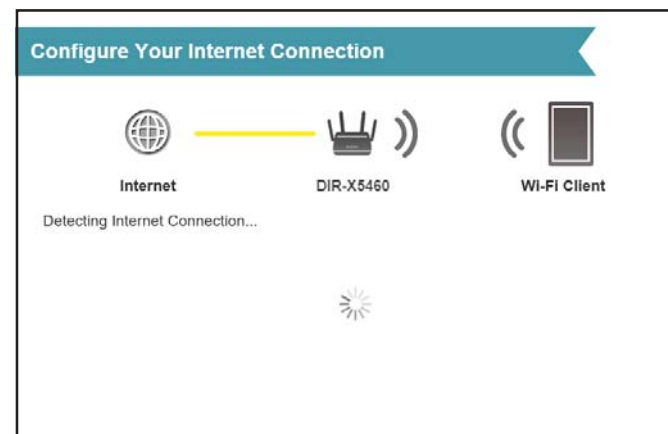 Configure Your Internet Connection
Internet
DIR-X5460
Wi-Fi Client
Detecting Internet Connection...